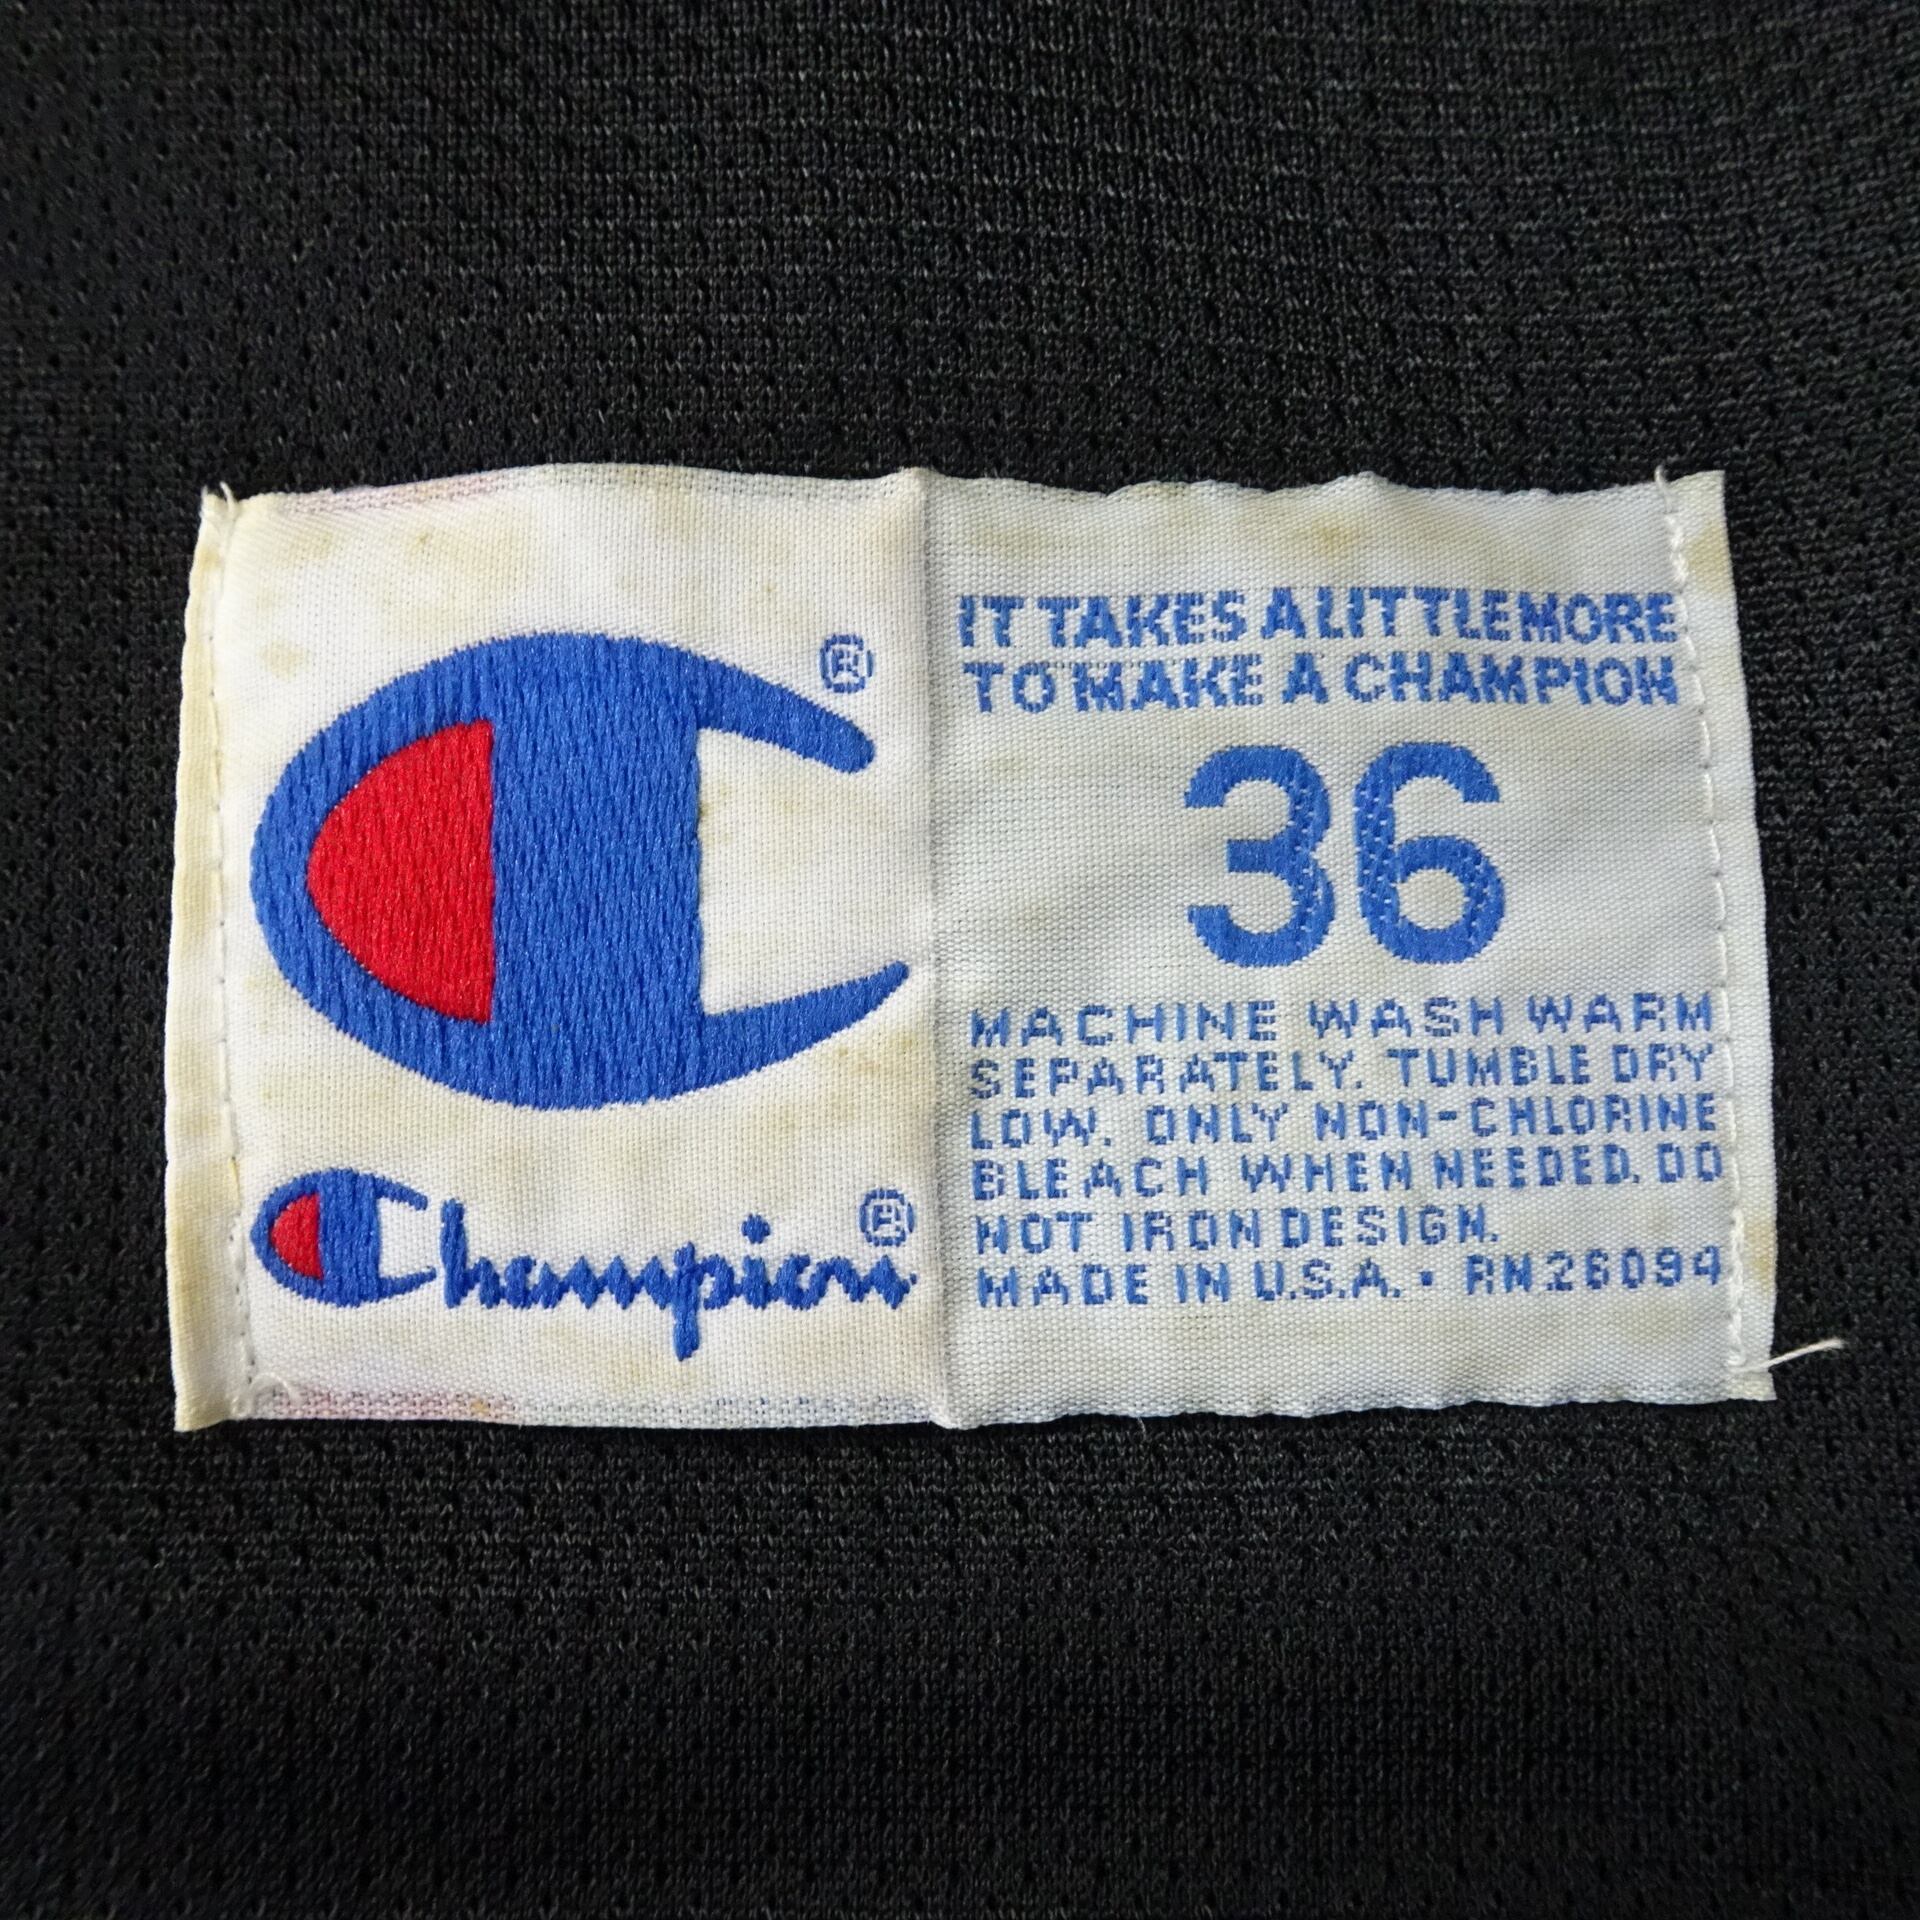 ®
Champion®
IT TAKES A LITTLE MORE
TO MAKE A CHAMPION
36
MACHINE WASH WARM
SEPARATELY. TUMBLE DRY
LOW. ONLY NON-CHLORINE
BLEACH WHEN NEEDED. DO
NOT IRON DESIGN.
MADE IN U.S.A. • RN26094